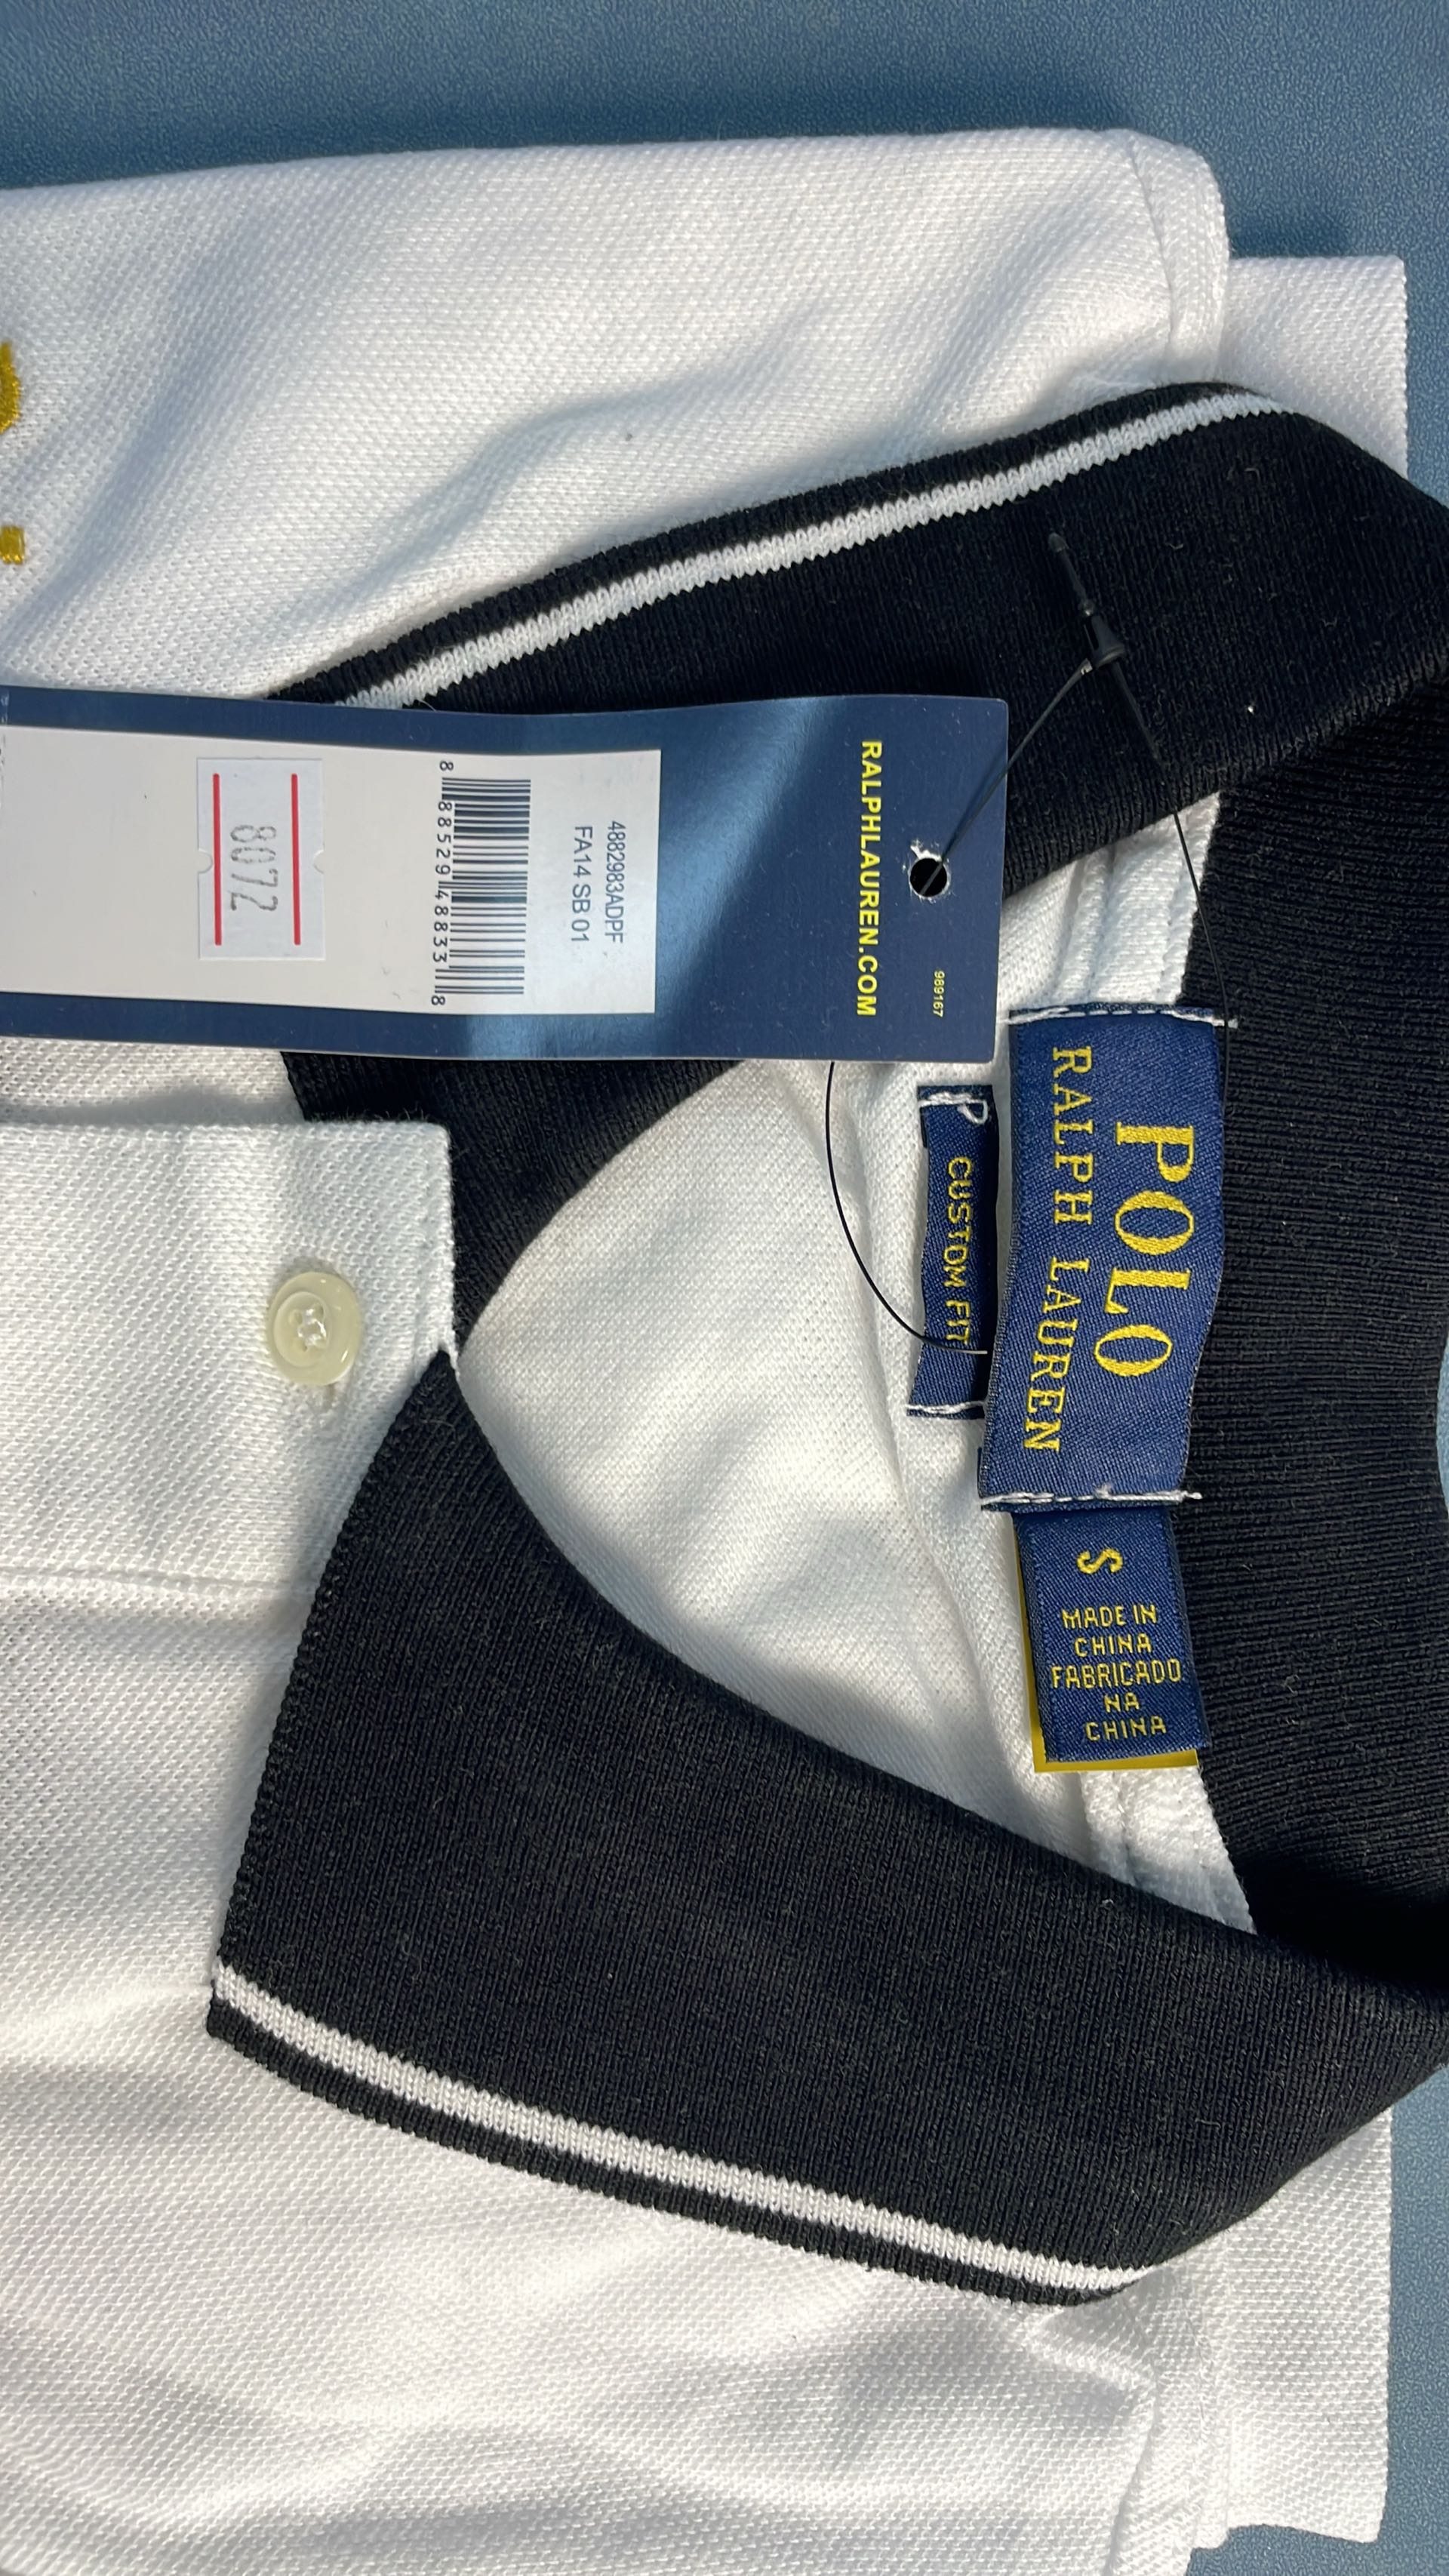 RALPHLAUREN.COM
989167
4882983ADPF
FA14 SB 01
8 88529 48833 8
8072
POLO
RALPH LAUREN
CUSTOM FIT
S
MADE IN
CHINA
FABRICADO
NA
CHINA